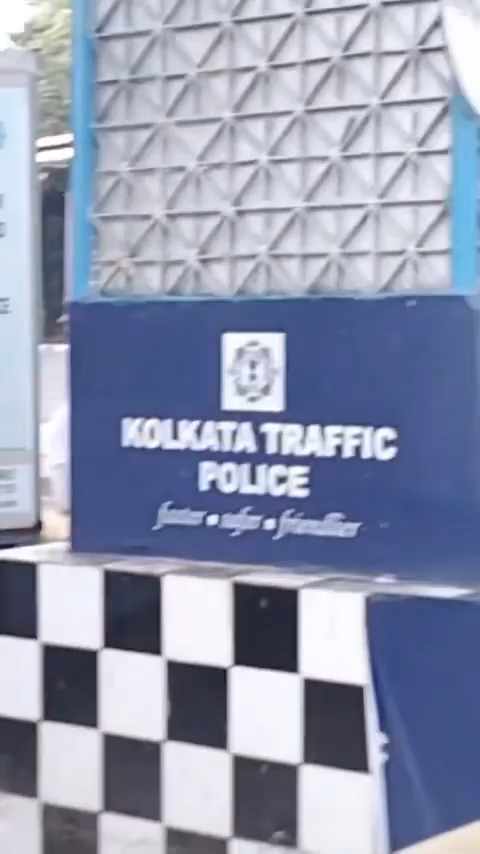 KOLKATA TRAFFIC
POLICE
faster • safer • friendlier